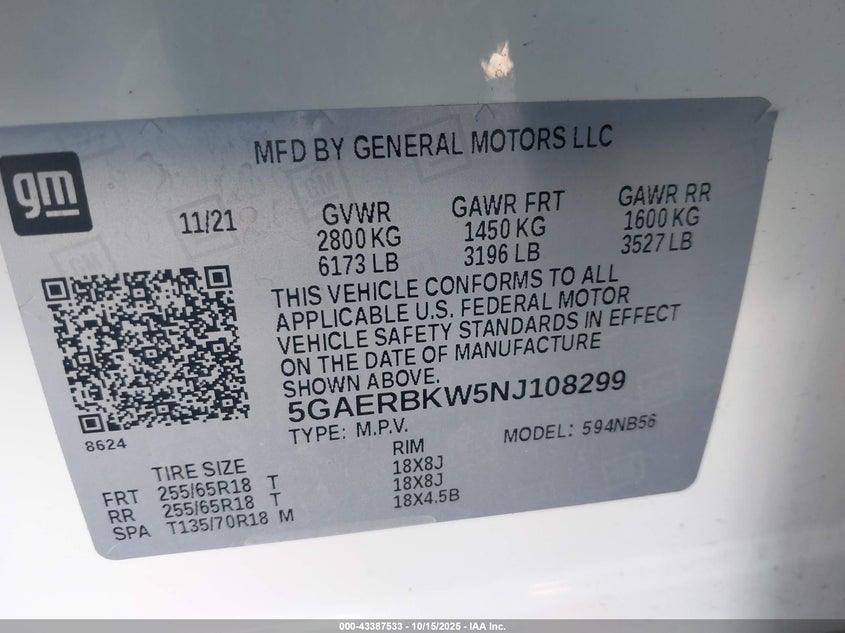 MFD BY GENERAL MOTORS LLC
gm
11/21
GVWR
2800 KG
6173 LB
GAWR FRT
1450 KG
3196 LB
GAWR RR
1600 KG
3527 LB
THIS VEHICLE CONFORMS TO ALL
APPLICABLE U.S. FEDERAL MOTOR
VEHICLE SAFETY STANDARDS IN EFFECT
ON THE DATE OF MANUFACTURE
SHOWN ABOVE.
5GAERBKW5NJ108299
TYPE: M.P.V. MODEL: 594NB56
8624
TIRE SIZE RIM
FRT 255/65R18 T 18X8J
RR 255/65R18 T 18X8J
SPA T135/70R18 M 18X4.5B
000-43387533 - 10/15/2025 - IAA Inc.